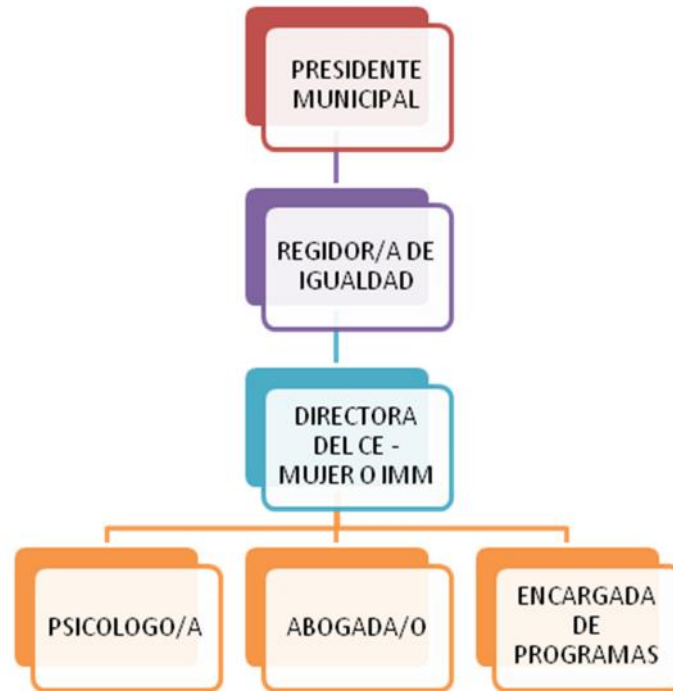 PRESIDENTE
MUNICIPAL
REGIDOR/A DE
IGUALDAD
DIRECTORA
DEL CE -
MUJER O IMM
PSICOLOGO/A
ABOGADA/O
ENCARGADA
DE
PROGRAMAS